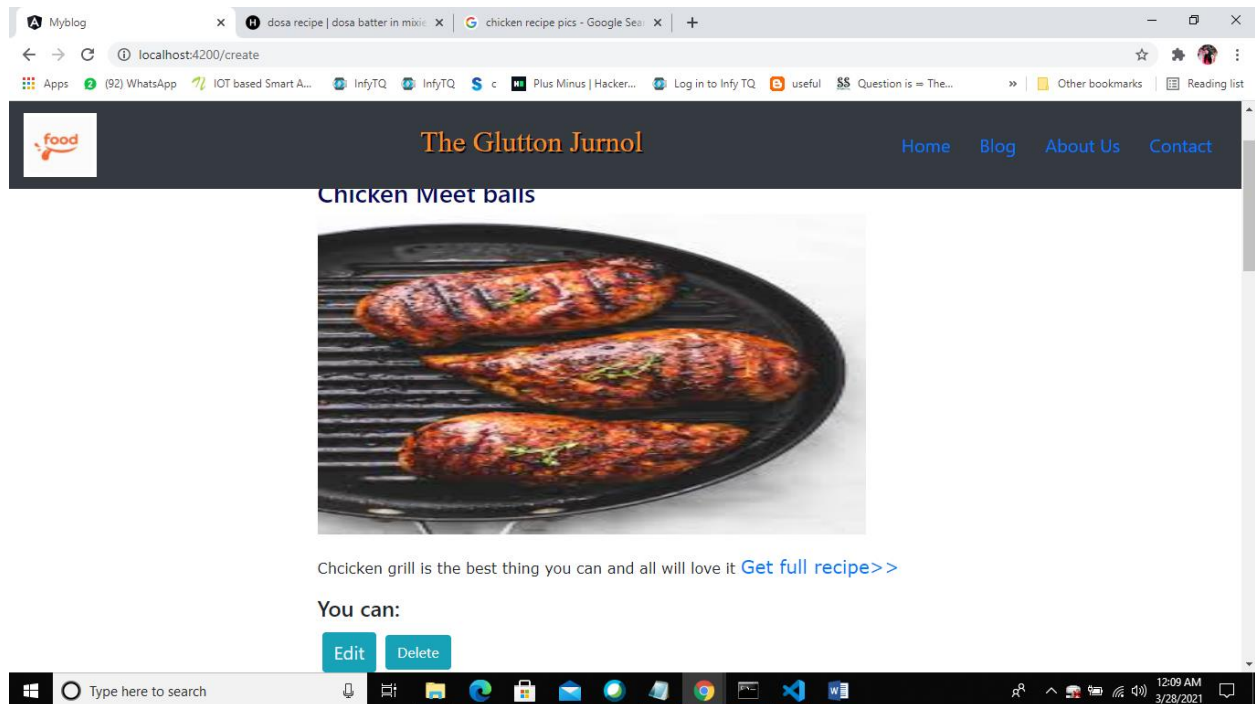 Myblog
dosa recipe | dosa batter in mixie
chicken recipe pics - Google Sea
localhost:4200/create
Apps
(92) WhatsApp
IOT based Smart A...
InfyTQ
InfyTQ
c
Plus Minus | Hacker...
Log in to Infy TQ
useful
Question is = The...
»
Other bookmarks
Reading list
food
The Glutton Jurnol
Home Blog About Us Contact
Chicken Meet balls
Chcicken grill is the best thing you can and all will love it Get full recipe>>
You can:
Edit
Delete
Type here to search
12:09 AM
3/28/2021